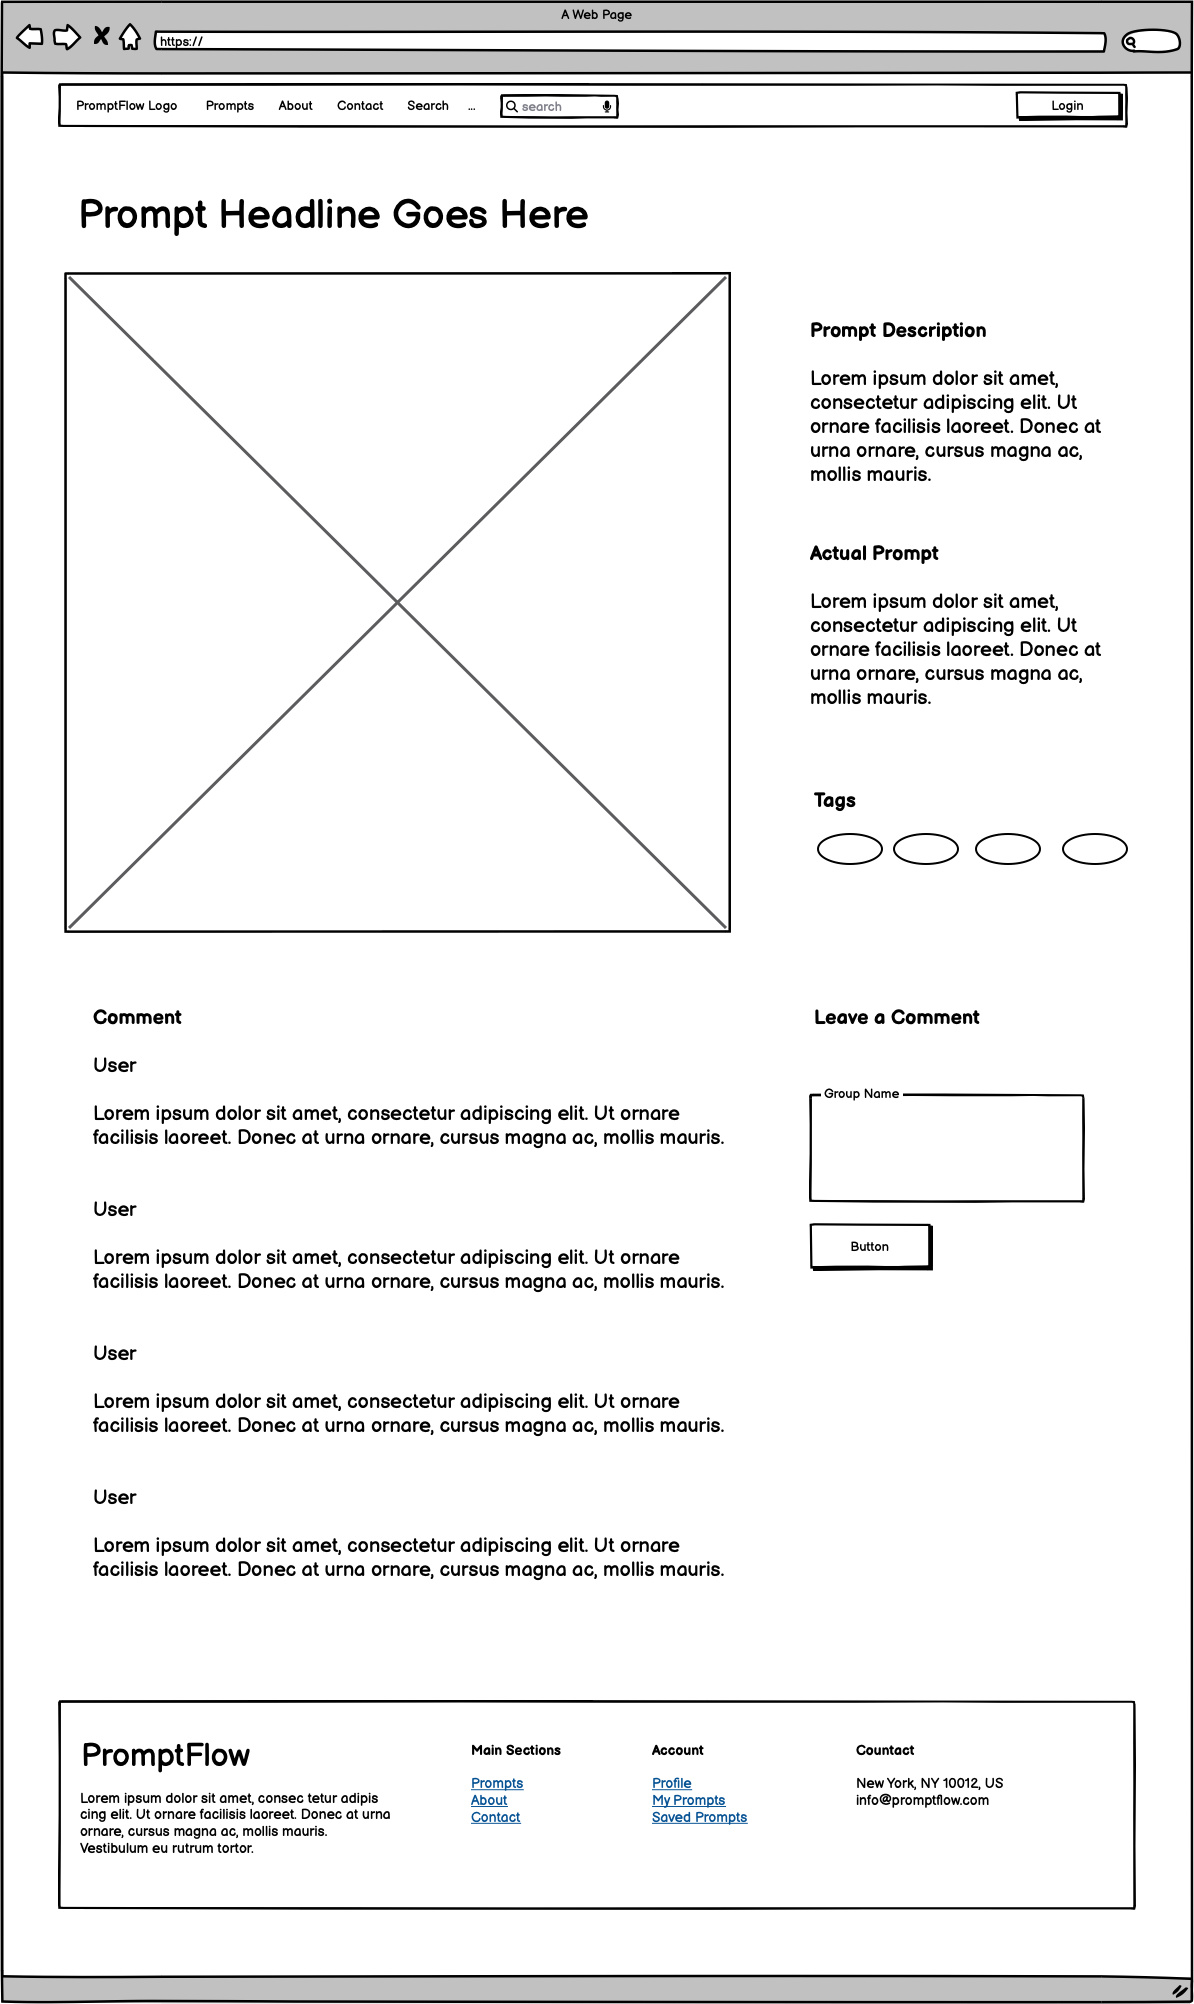 A Web Page
https://
PromptFlow Logo Prompts About Contact Search ... search Login
Prompt Headline Goes Here
Prompt Description
Lorem ipsum dolor sit amet,
consectetur adipiscing elit. Ut
ornare facilisis laoreet. Donec at
urna ornare, cursus magna ac,
mollis mauris.
Actual Prompt
Lorem ipsum dolor sit amet,
consectetur adipiscing elit. Ut
ornare facilisis laoreet. Donec at
urna ornare, cursus magna ac,
mollis mauris.
Tags
Comment
User
Lorem ipsum dolor sit amet, consectetur adipiscing elit. Ut ornare
facilisis laoreet. Donec at urna ornare, cursus magna ac, mollis mauris.
User
Lorem ipsum dolor sit amet, consectetur adipiscing elit. Ut ornare
facilisis laoreet. Donec at urna ornare, cursus magna ac, mollis mauris.
User
Lorem ipsum dolor sit amet, consectetur adipiscing elit. Ut ornare
facilisis laoreet. Donec at urna ornare, cursus magna ac, mollis mauris.
User
Lorem ipsum dolor sit amet, consectetur adipiscing elit. Ut ornare
facilisis laoreet. Donec at urna ornare, cursus magna ac, mollis mauris.
Leave a Comment
Group Name
Button
PromptFlow
Lorem ipsum dolor sit amet, consec tetur adipis
cing elit. Ut ornare facilisis laoreet. Donec at urna
ornare, cursus magna ac, mollis mauris.
Vestibulum eu rutrum tortor.
Main Sections
Prompts
About
Contact
Account
Profile
My Prompts
Saved Prompts
Countact
New York, NY 10012, US
info@promptflow.com